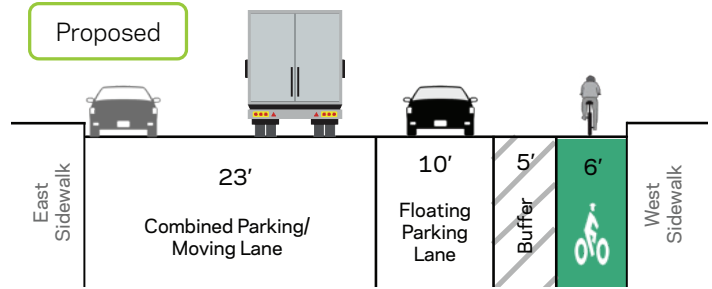 Proposed
East
Sidewalk
23′
Combined Parking/
Moving Lane
10′
Floating
Parking
Lane
5′
Buffer
6′
West
Sidewalk